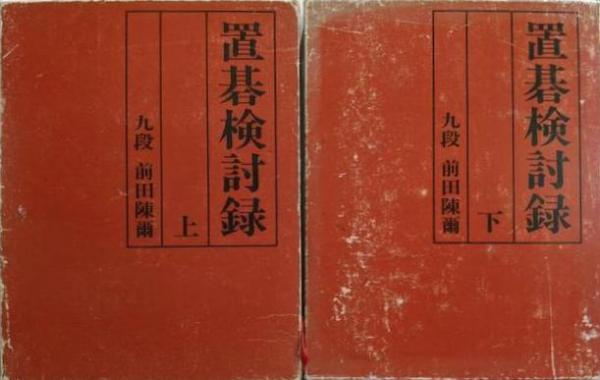 置碁検討録
上
九段 前田陳爾
置碁検討録
下
九段 前田陳爾